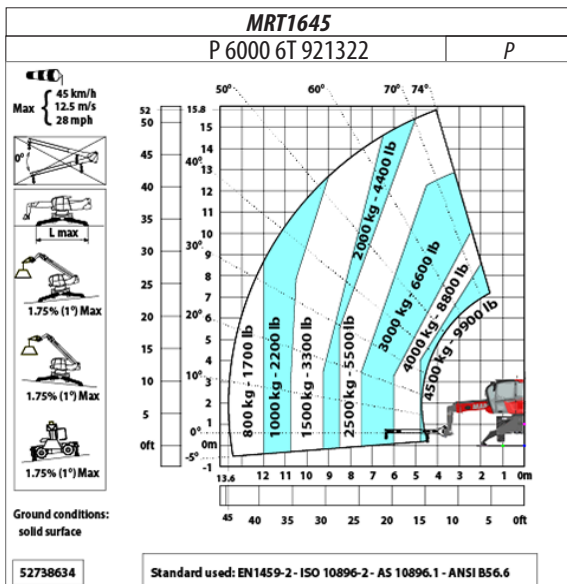 MRT1645
P 6000 6T 921322
P
Max { 45 km/h
12.5 m/s
28 mph
0°
L max
1.75% (1°) Max
1.75% (1°) Max
1.75% (1°) Max
Ground conditions:
solid surface
52738634
50° 60° 70° 74°
40°
30°
20°
10°
0°
-5°
52
50
45
40
35
30
25
20
15
10
5
0ft
15.8
15
14
13
12
11
10
9
8
7
6
5
4
3
2
1
0m
-1
800 kg - 1700 lb
1000 kg - 2200 lb
1500 kg - 3300 lb
2000 kg - 4400 lb
2500 kg - 5500 lb
3000 kg - 6600 lb
4000 kg - 8800 lb
4500 kg - 9900 lb
13.6 12 11 10 9 8 7 6 5 4 3 2 1 0m
45 40 35 30 25 20 15 10 5 0ft
Standard used: EN1459-2 - ISO 10896-2 - AS 10896.1 - ANSI B56.6